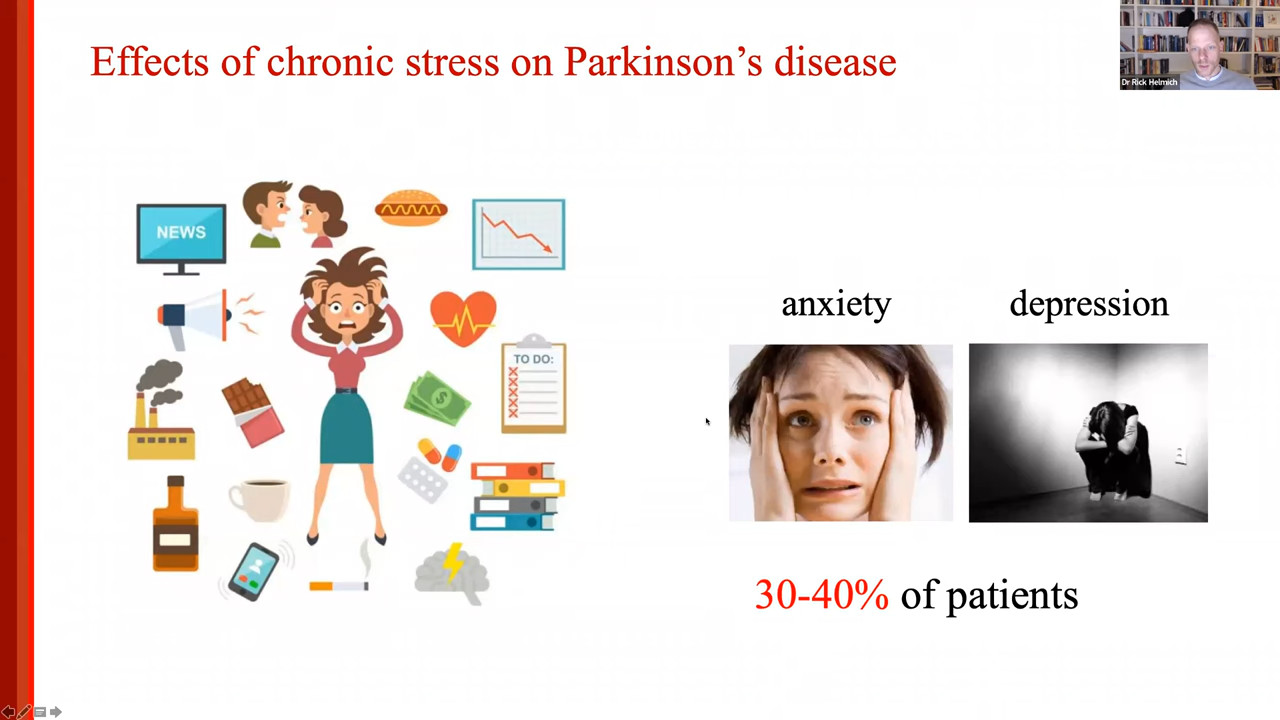 Effects of chronic stress on Parkinson's disease
Dr Rick Helmich
NEWS
TO DO:
anxiety
depression
30-40% of patients